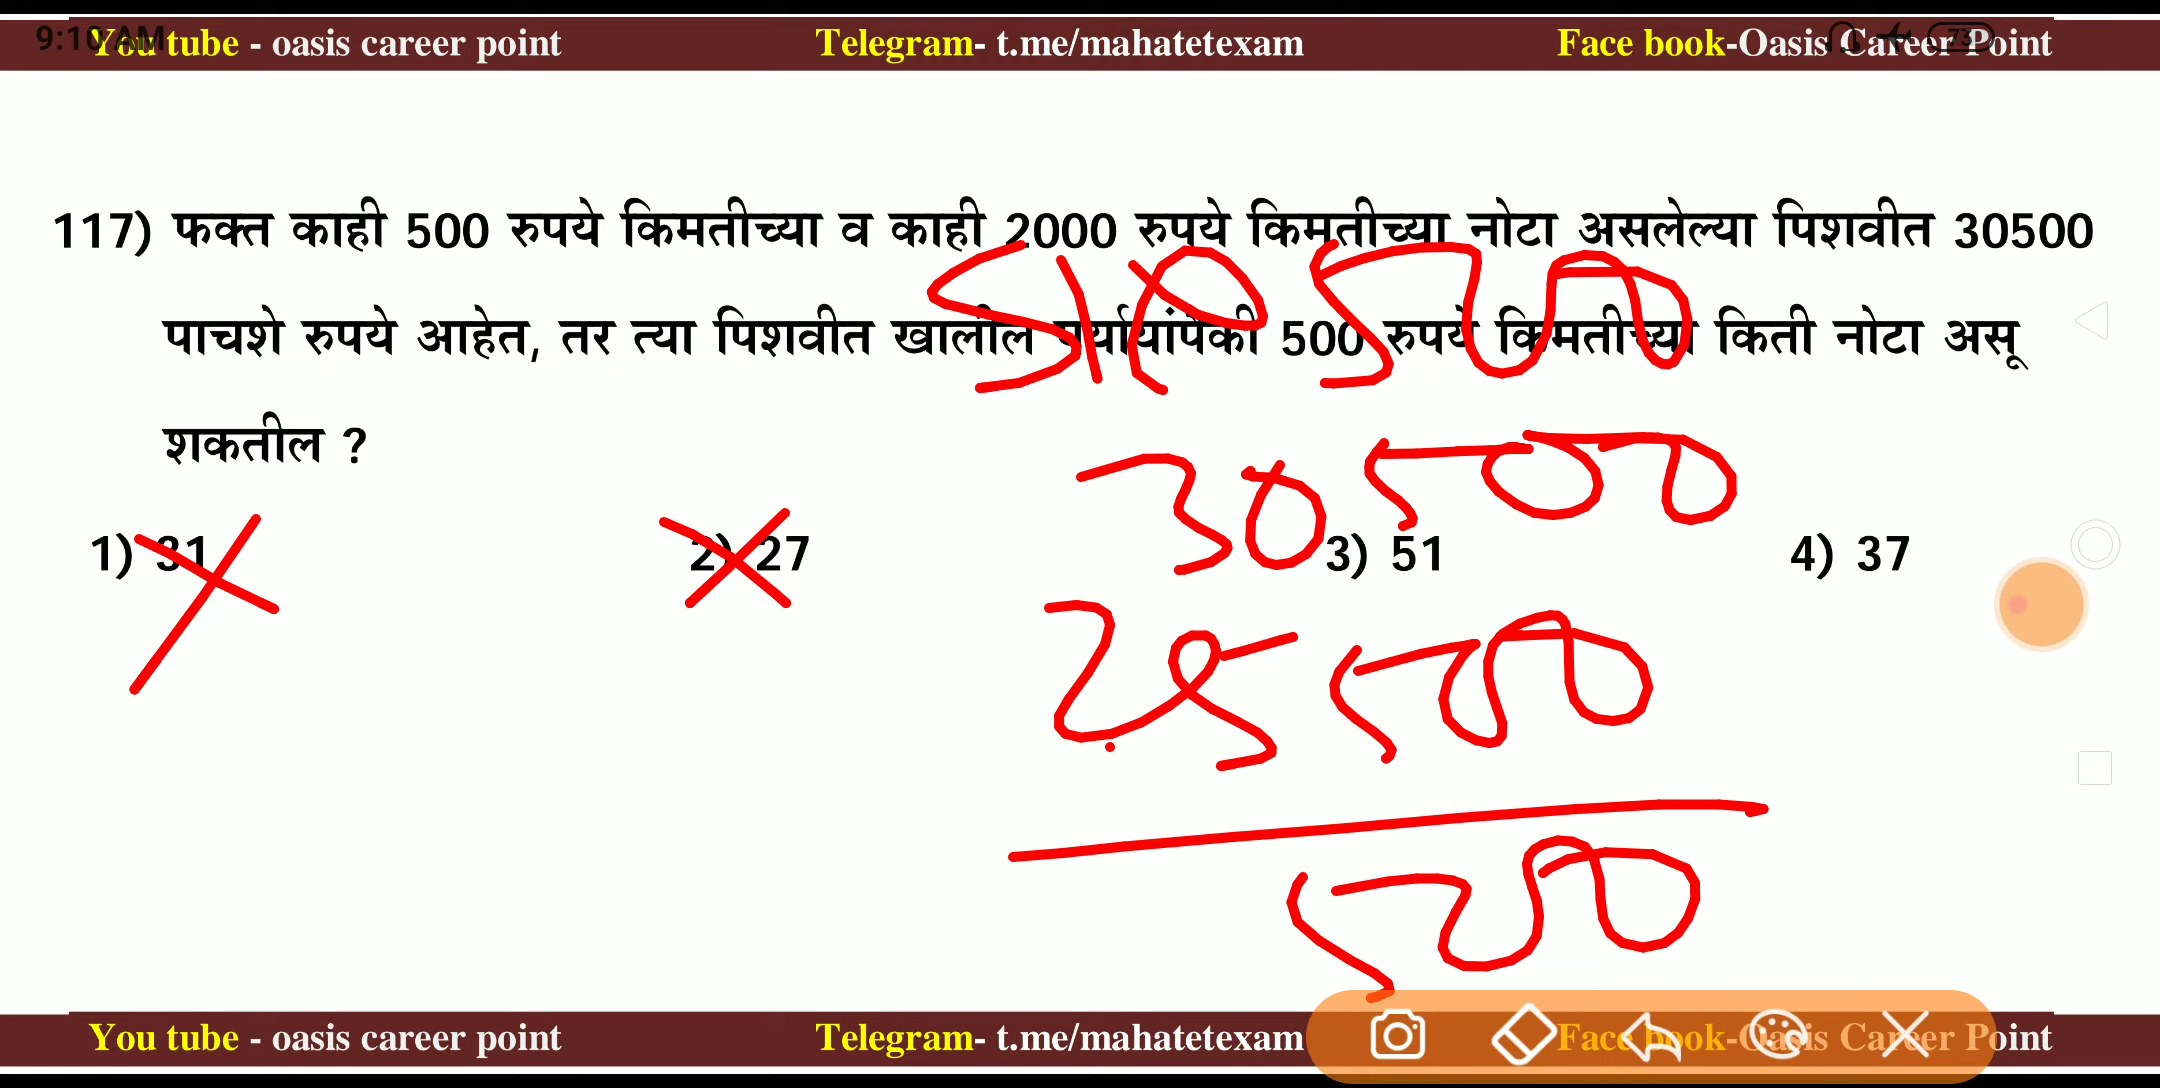 9:10 AM
You tube - oasis career point Telegram- t.me/mahatetexam Face book-Oasis Career Point
73
117) फक्त काही 500 रुपये किमतीच्या व काही 2000 रुपये किमतीच्या नोटा असलेल्या पिशवीत 30500
पाचशे रुपये आहेत, तर त्या पिशवीत खालील पर्यायांपैकी 500 रुपये किमतीच्या किती नोटा असू
शकतील ?
30500
1) 31 2) 27 3) 51 4) 37
25500
500
You tube - oasis career point Telegram- t.me/mahatetexam Face book-Oasis Career Point